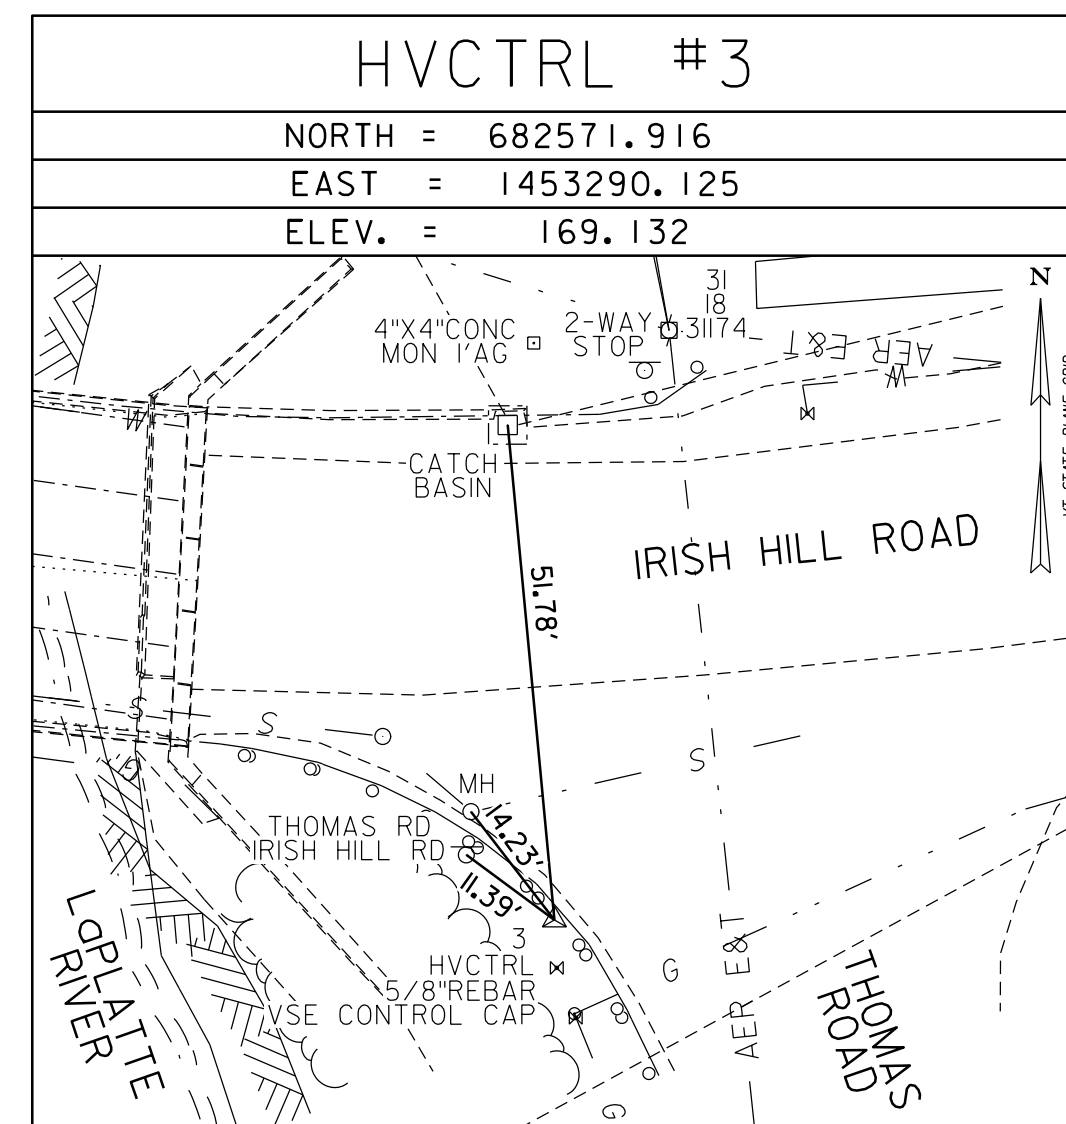 HVCTRL #3
NORTH = 682571.916
EAST = 1453290.125
ELEV. = 169.132
31
18
31174
N
4"X4"CONC
MON 1'AG
2-WAY
STOP
AER E&T
W
W
CATCH
BASIN
IRISH HILL ROAD
51.78'
S
S
S
MH
14.23'
THOMAS RD
IRISH HILL RD
11.39'
3
HVCTRL
5/8"REBAR
VSE CONTROL CAP
G
G
G
AER E&T
LaPLATTE
RIVER
THOMAS
ROAD